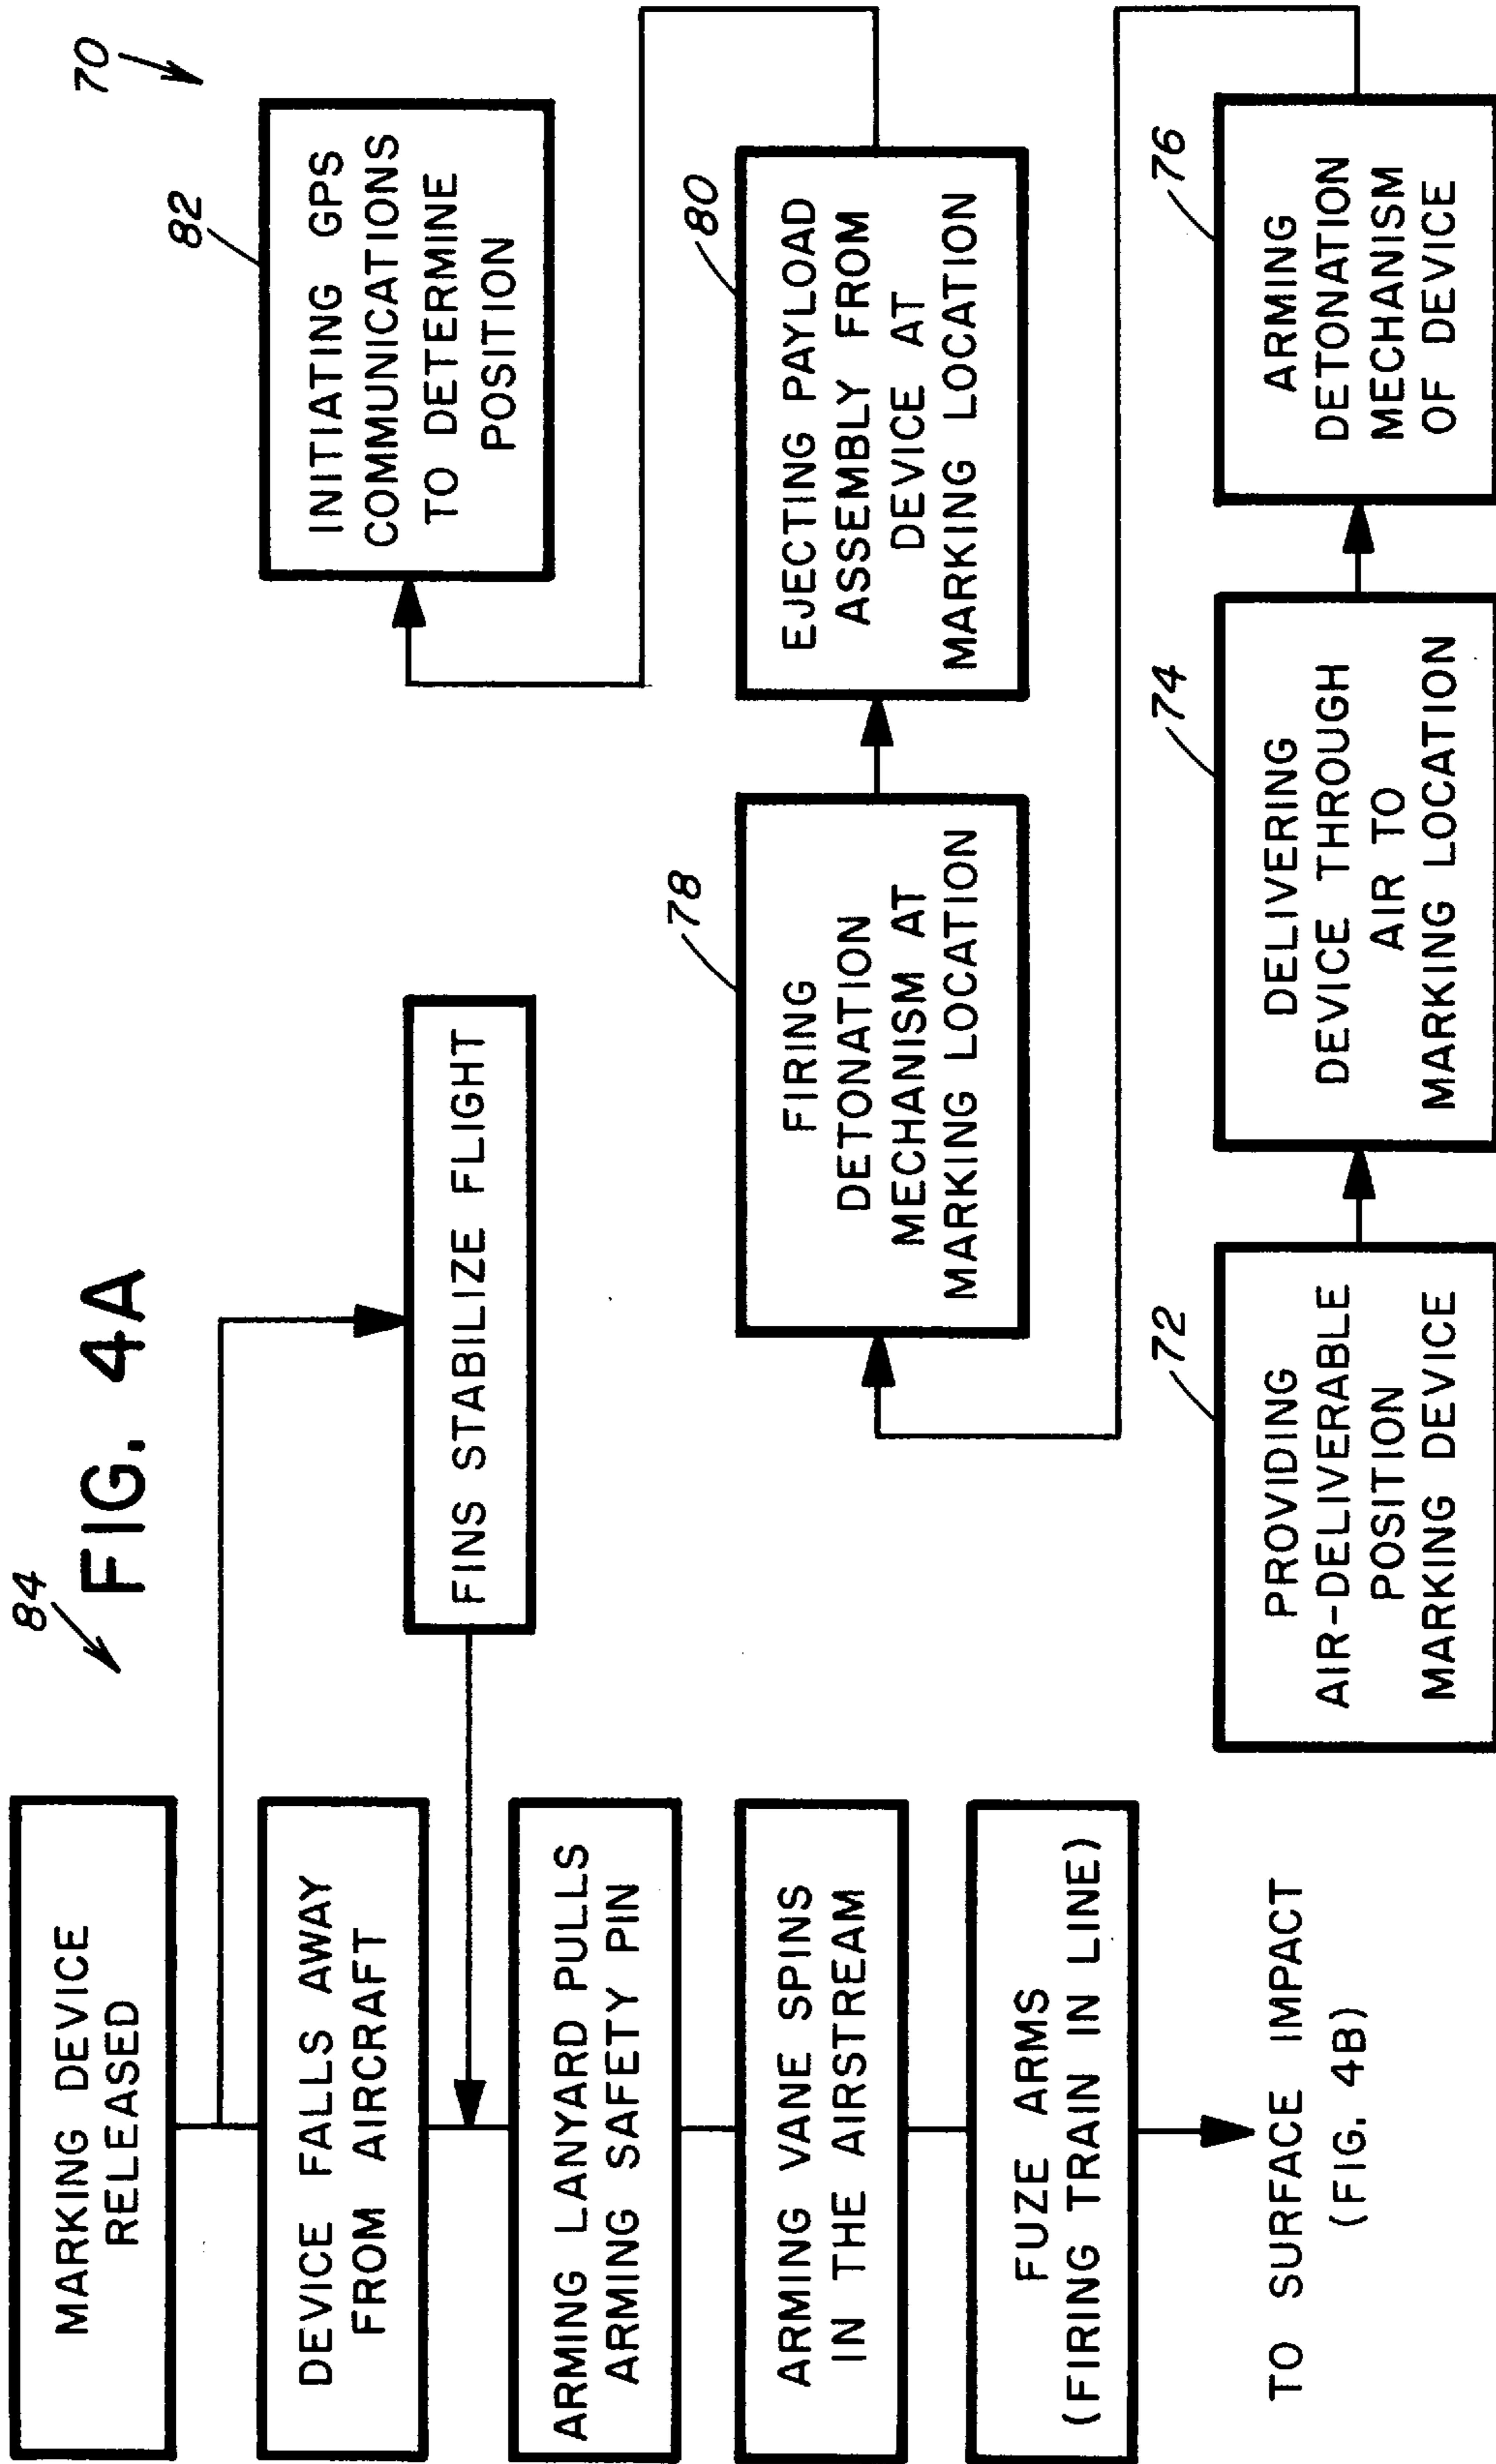 84
FIG. 4A
MARKING DEVICE
RELEASED
DEVICE FALLS AWAY
FROM AIRCRAFT
FINS STABILIZE FLIGHT
ARMING LANYARD PULLS
ARMING SAFETY PIN
ARMING VANE SPINS
IN THE AIRSTREAM
FUZE ARMS
(FIRING TRAIN IN LINE)
TO SURFACE IMPACT
(FIG. 4B)
70
82
INITIATING GPS
COMMUNICATIONS
TO DETERMINE
POSITION
78
FIRING
DETONATION
MECHANISM AT
MARKING LOCATION
80
EJECTING PAYLOAD
ASSEMBLY FROM
DEVICE AT
MARKING LOCATION
72
PROVIDING
AIR-DELIVERABLE
POSITION
MARKING DEVICE
74
DELIVERING
DEVICE THROUGH
AIR TO
MARKING LOCATION
76
ARMING
DETONATION
MECHANISM
OF DEVICE